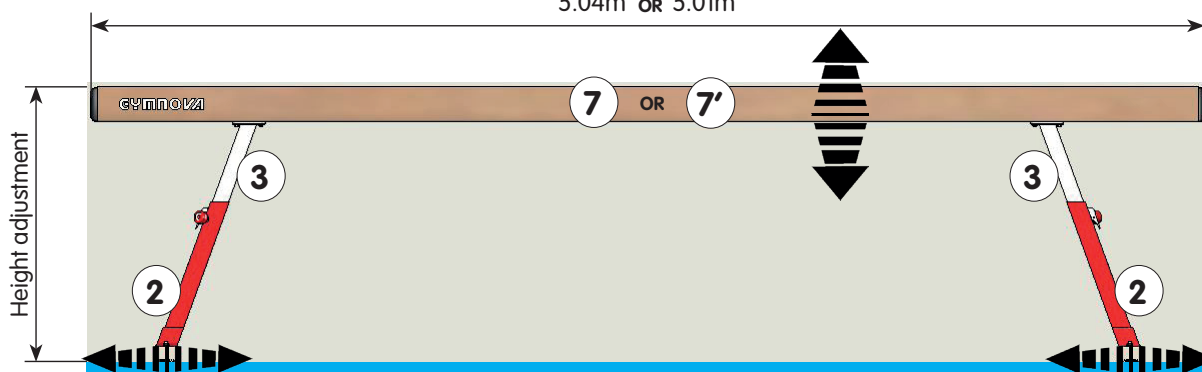 5.04m OR 5.01m
GYMNOVA
7 OR 7'
3 3
Height adjustment
2 2